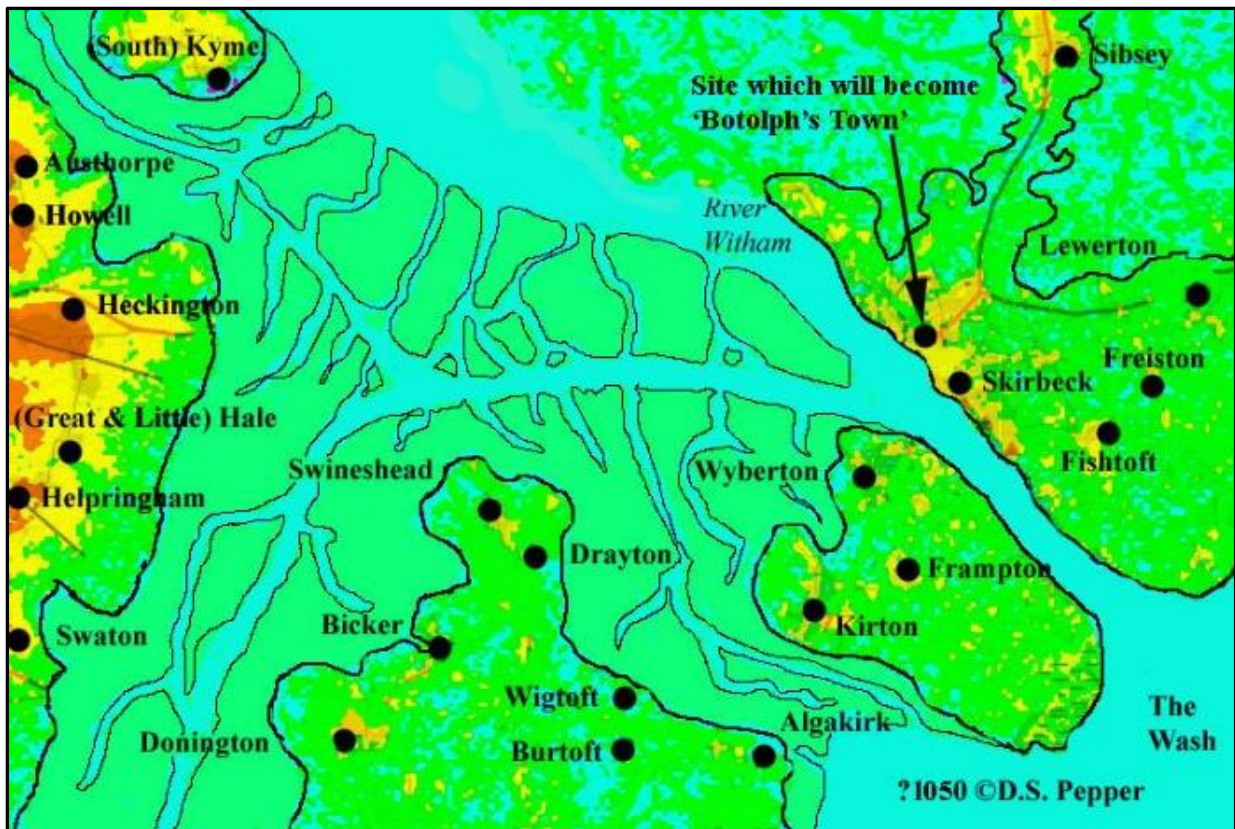 (South) Kyme
Sibsey
Site which will become
‘Botolph's Town’
Austhorpe
Howell
River
Witham
Lewerton
Heckington
Freiston
Skirbeck
(Great & Little) Hale
Fishtoft
Swineshead
Wyberton
Helpringham
Drayton
Frampton
Bicker
Kirton
Swaton
Wigtoft
Algakirk
The
Wash
Donington
Burtoft
?1050 ©D.S. Pepper